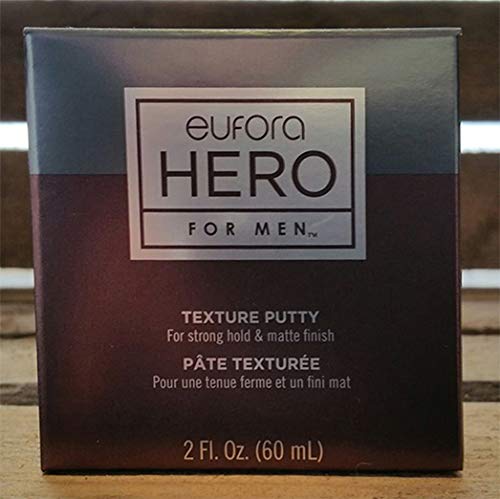 eufora
HERO
FOR MEN™
TEXTURE PUTTY
For strong hold & matte finish
PÂTE TEXTURÉE
Pour une tenue ferme et un fini mat
2 Fl. Oz. (60 mL)